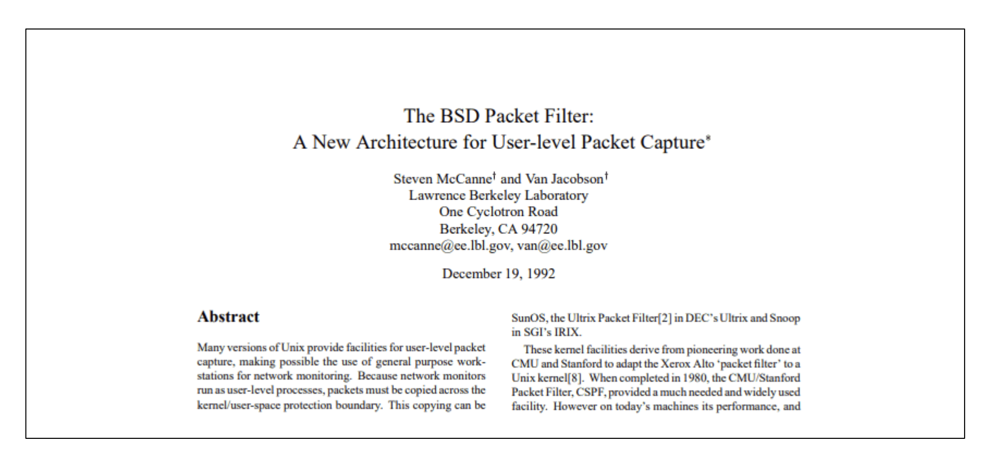 The BSD Packet Filter:
A New Architecture for User-level Packet Capture*
Steven McCanne† and Van Jacobson†
Lawrence Berkeley Laboratory
One Cyclotron Road
Berkeley, CA 94720
mccanne@ee.lbl.gov, van@ee.lbl.gov
December 19, 1992
Abstract
Many versions of Unix provide facilities for user-level packet
capture, making possible the use of general purpose work-
stations for network monitoring. Because network monitors
run as user-level processes, packets must be copied across the
kernel/user-space protection boundary. This copying can be
SunOS, the Ultrix Packet Filter[2] in DEC's Ultrix and Snoop
in SGI's IRIX.
These kernel facilities derive from pioneering work done at
CMU and Stanford to adapt the Xerox Alto ‘packet filter’ to a
Unix kernel[8]. When completed in 1980, the CMU/Stanford
Packet Filter, CSPF, provided a much needed and widely used
facility. However on today's machines its performance, and